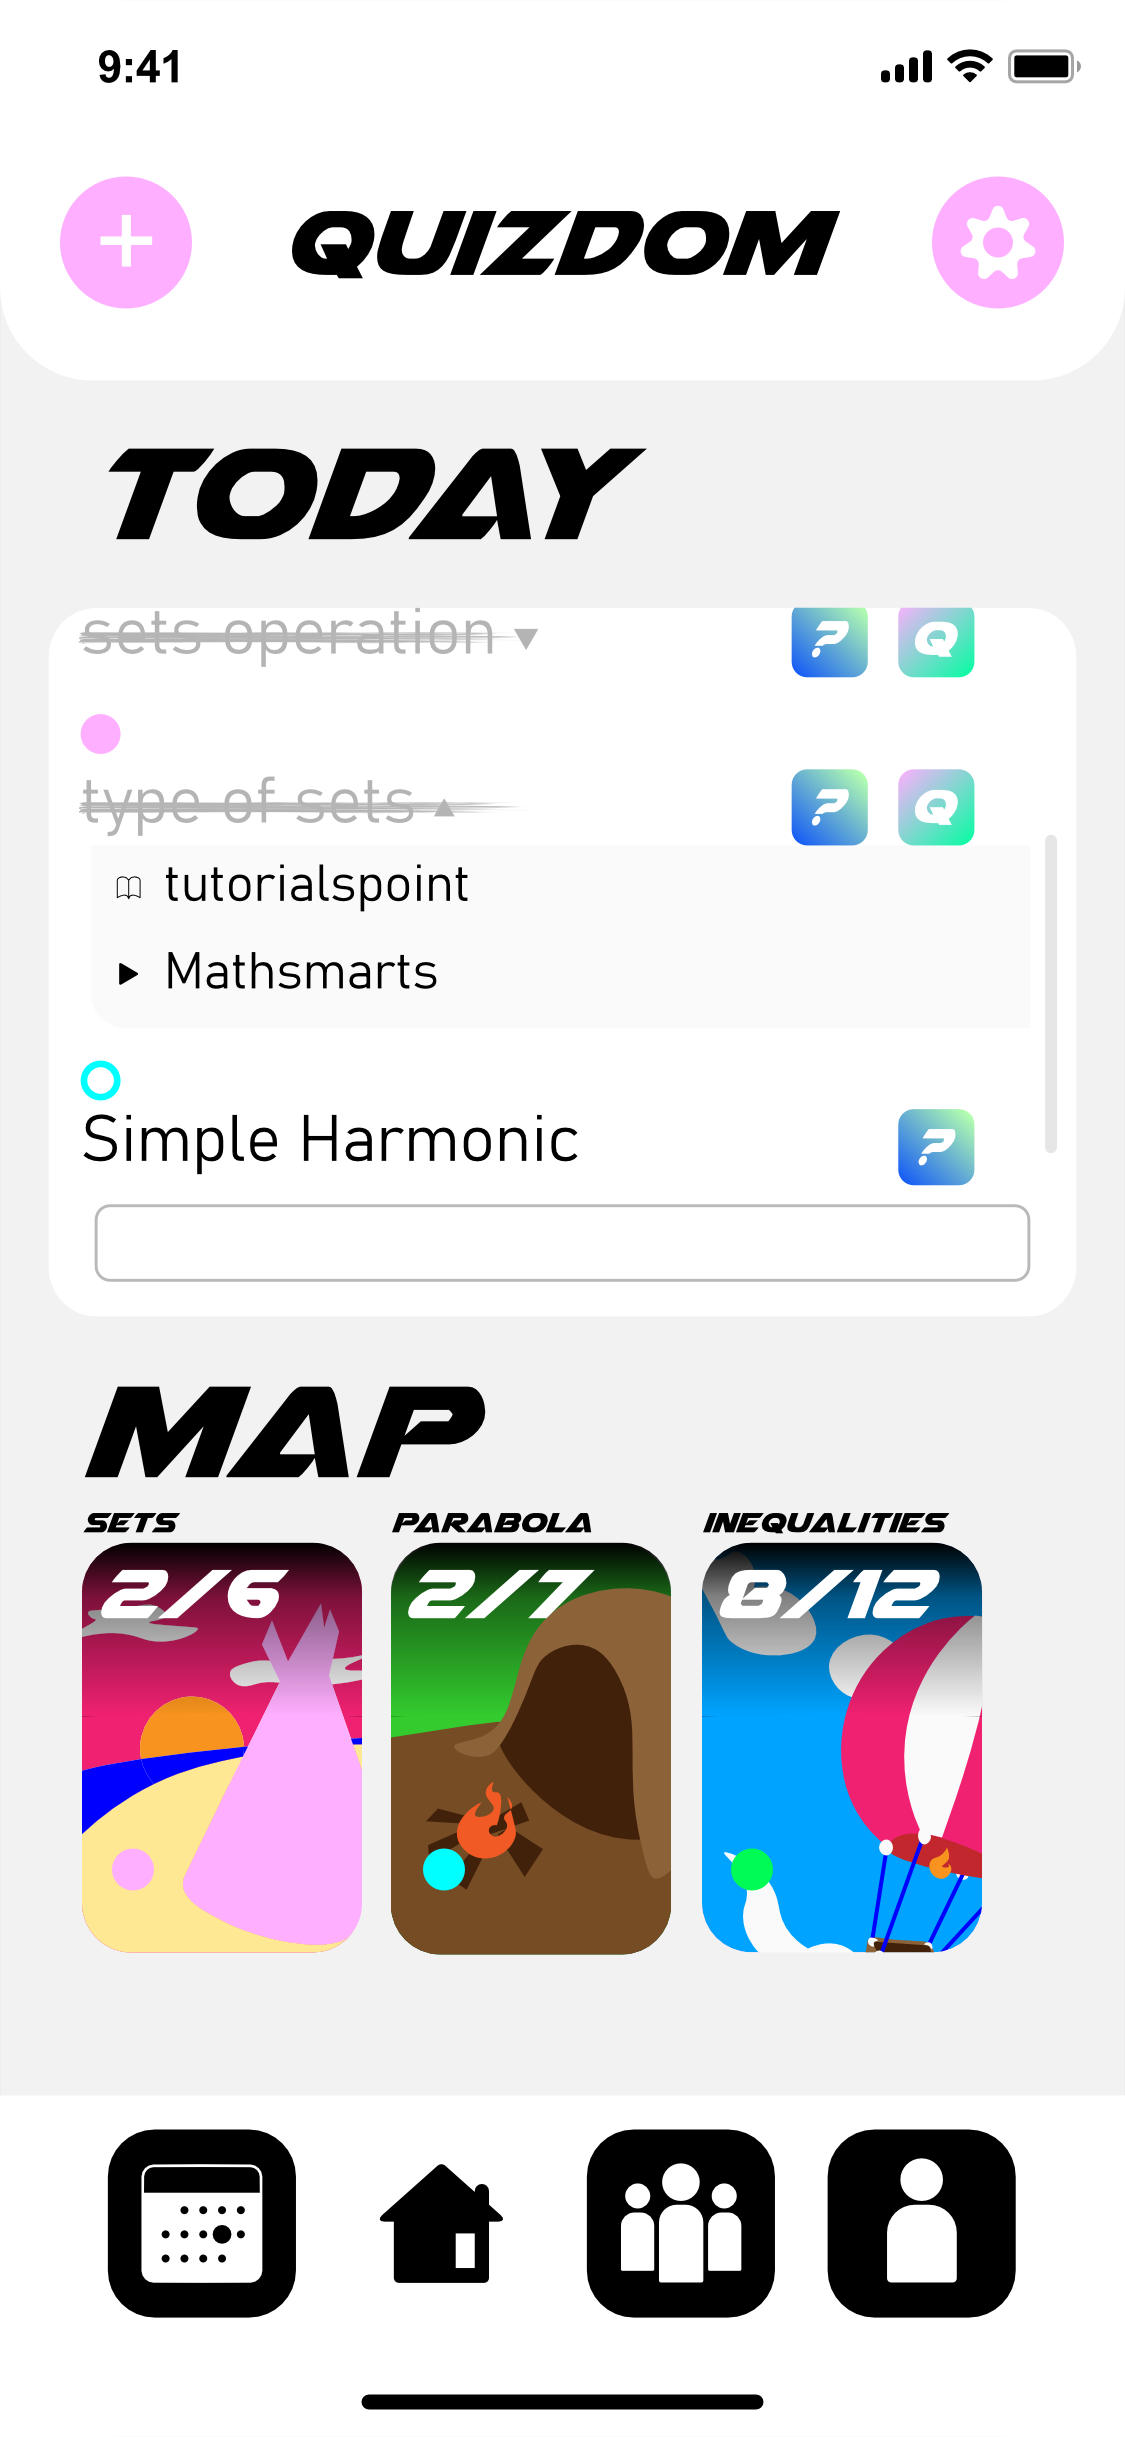 9:41
QUIZDOM
TODAY
sets operation
? Q
type of sets
? Q
tutorialspoint
Mathsmarts
Simple Harmonic
?
MAP
SETS PARABOLA INEQUALITIES
2/6 2/7 8/12